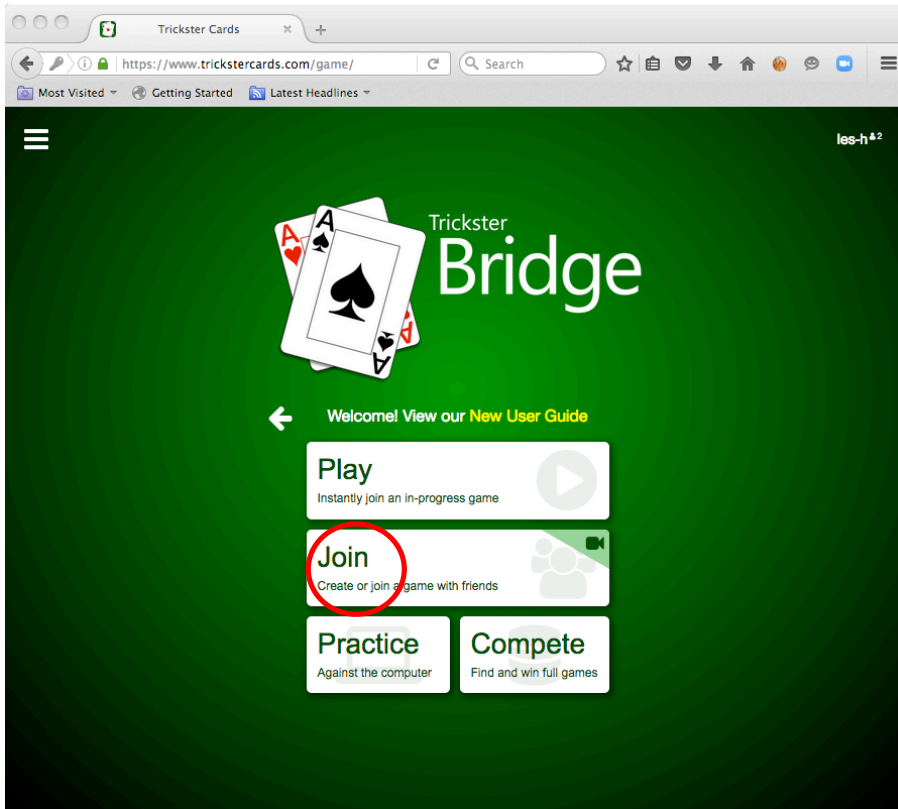 Trickster Cards
https://www.trickstercards.com/game/
Search
Most Visited
Getting Started
Latest Headlines
les-h 2
Trickster
Bridge
A
A
A
A
Welcome! View our New User Guide
Play
Instantly join an in-progress game
Join
Create or join a game with friends
Practice
Against the computer
Compete
Find and win full games